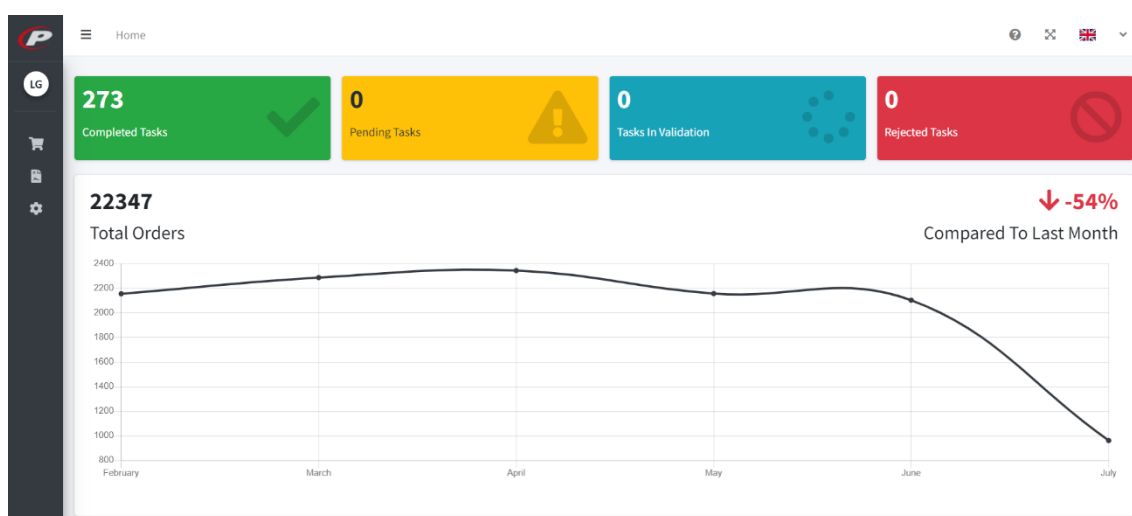 P
Home
LG
273
Completed Tasks
0
Pending Tasks
0
Tasks In Validation
0
Rejected Tasks
22347
Total Orders
-54%
Compared To Last Month
2400
2200
2000
1800
1600
1400
1200
1000
800
February March April May June July